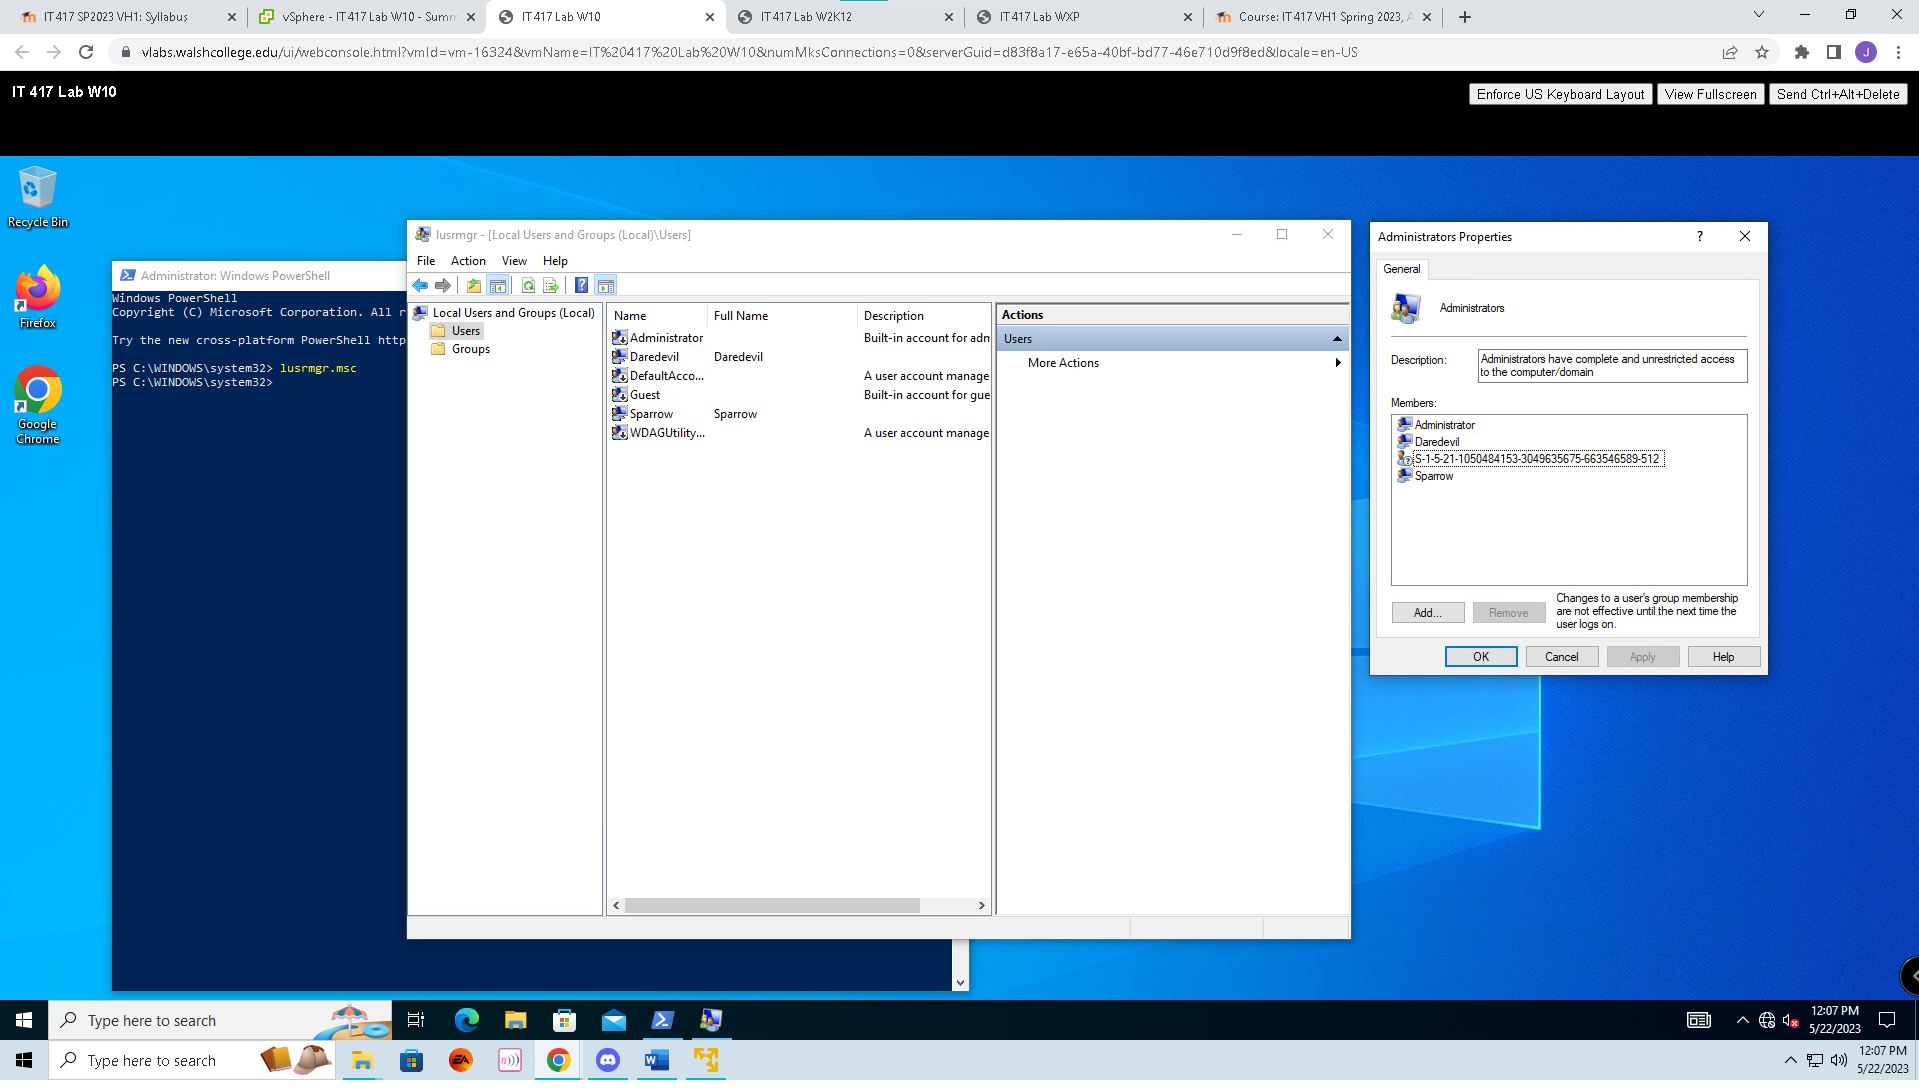 IT417 SP2023 VH1: Syllabus
vSphere - IT417 Lab W10 - Summ
IT417 Lab W10
IT417 Lab W2K12
IT417 Lab WXP
Course: IT417 VH1 Spring 2023, A
vlabs.walshcollege.edu/ui/webconsole.html?vmId=vm-16324&vmName=IT%20417%20Lab%20W10&numMksConnections=0&serverGuid=d83f8a17-e65a-40bf-bd77-46e710d9f8ed&locale=en-US
J
IT 417 Lab W10
Enforce US Keyboard Layout
View Fullscreen
Send Ctrl+Alt+Delete
Recycle Bin
Firefox
Google
Chrome
Administrator: Windows PowerShell
Windows PowerShell
Copyright (C) Microsoft Corporation. All r
Try the new cross-platform PowerShell http
PS C:\WINDOWS\system32> lusrmgr.msc
PS C:\WINDOWS\system32>
lusrmgr - [Local Users and Groups (Local)\Users]
File Action View Help
Local Users and Groups (Local)
Users
Groups
Name Full Name Description
Administrator Built-in account for adm
Daredevil Daredevil
DefaultAcco... A user account manage
Guest Built-in account for gue
Sparrow Sparrow
WDAGUtility... A user account manage
Actions
Users
More Actions
Administrators Properties
?
General
Administrators
Description:
Administrators have complete and unrestricted access
to the computer/domain
Members:
Administrator
Daredevil
S-1-5-21-1050484153-3049635675-663546589-512
Sparrow
Add...
Remove
Changes to a user's group membership
are not effective until the next time the
user logs on.
OK
Cancel
Apply
Help
Type here to search
12:07 PM
5/22/2023
Type here to search
EA
n)))
W
12:07 PM
5/22/2023